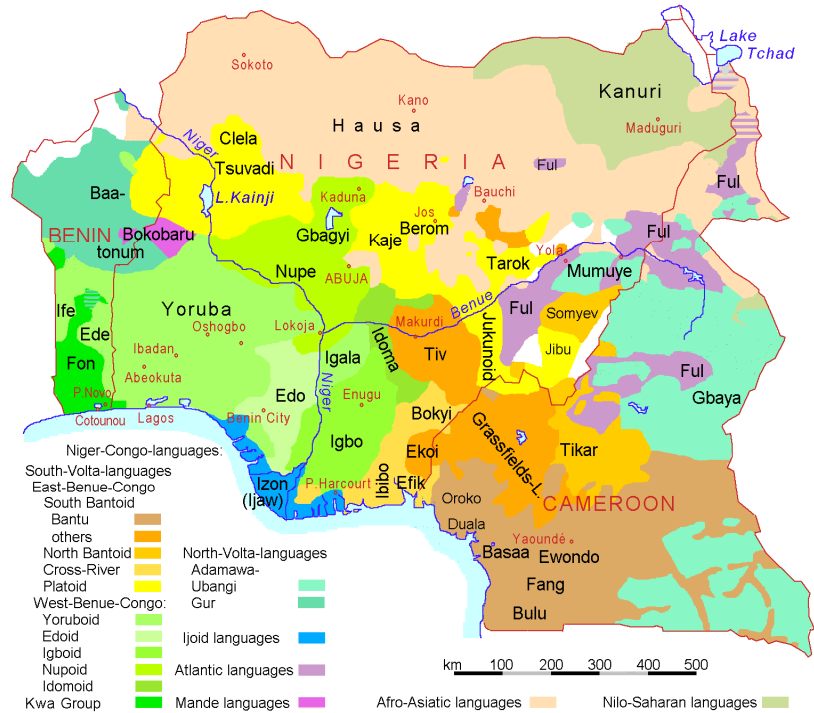 Lake
Tchad
Sokoto
Kanuri
Kano
Hausa
Maduguri
Niger
Clela
Tsuvadi
NIGERIA
Ful
Ful
Baa-
L.Kainji
Kaduna
Bauchi
Jos
BENIN
Bokobaru
tonum
Gbagyi
Kaje
Berom
Ful
Yola
Tarok
Mumuye
Nupe
ABUJA
Benue
Ful
Somyev
Ife
Yoruba
Ede
Oshogbo
Lokoja
Makurdi
Idoma
Jukunoid
Jibu
Ibadan
Igala
Tiv
Fon
Abeokuta
Niger
Ful
P.Novo
Edo
Enugu
Gbaya
Cotounou
Lagos
Benin City
Bokyi
Grassfields-L.
Igbo
Tikar
Ekoi
Niger-Congo-languages:
South-Volta-languages
East-Benue-Congo
South Bantoid
Izon
(Ijaw)
P.Harcourt
Ibibo
Efik
Oroko
CAMEROON
Bantu
Duala
others
Yaoundé
North Bantoid
North-Volta-languages
Basaa
Ewondo
Cross-River
Adamawa-
Platoid
Ubangi
Fang
West-Benue-Congo:
Gur
Bulu
Yoruboid
Edoid
Ijoid languages
Igboid
Nupoid
Atlantic languages
km 100 200 300 400 500
Idomoid
Kwa Group
Mande languages
Afro-Asiatic languages
Nilo-Saharan languages